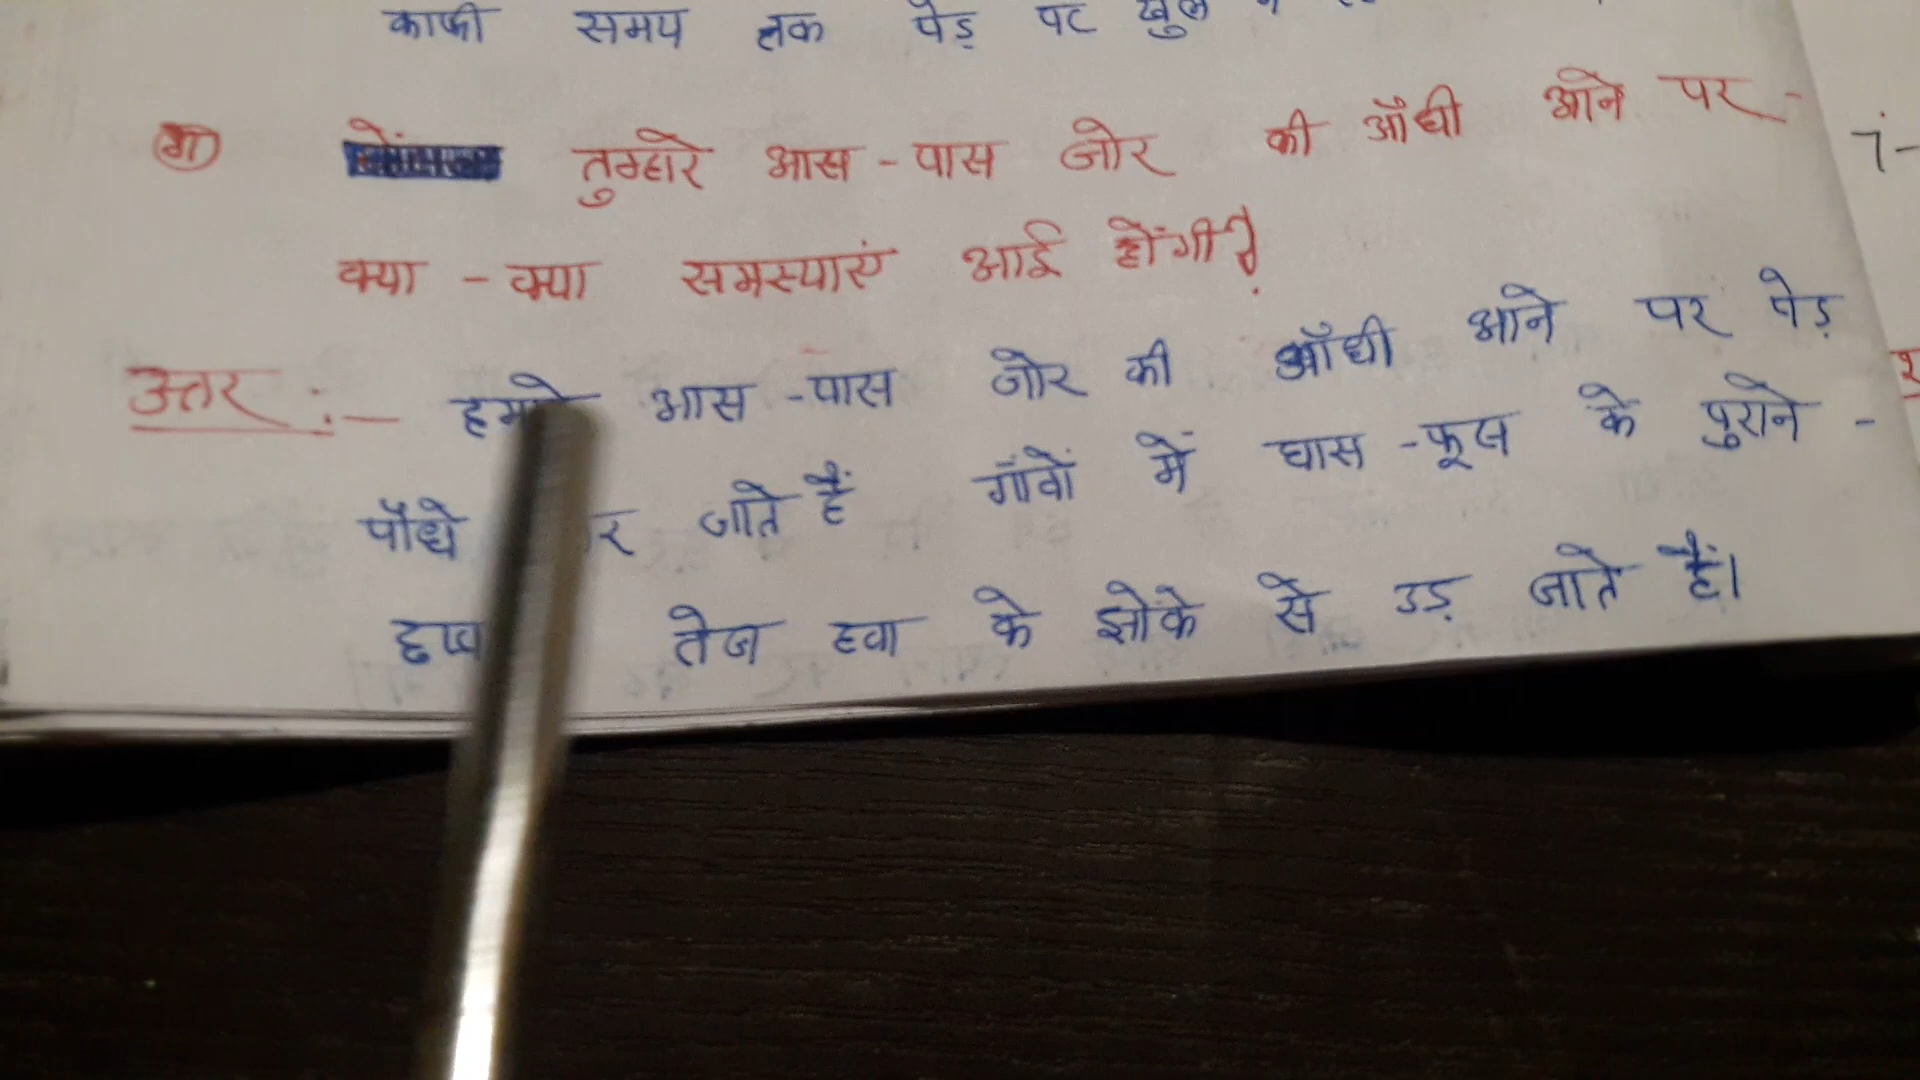 काफी समय तक पेड़ पर
ग तुम्हारे आस-पास जोर की आँधी आने पर-
क्या-क्या समस्याएं आई होंगी?
उत्तर :- आस-पास जोर की आँधी आने पर पेड़
पौधे जाते हैं गाँवों में घास-फूस के पुराने-
तेज हवा के झोंके से उड़ जाते हैं।